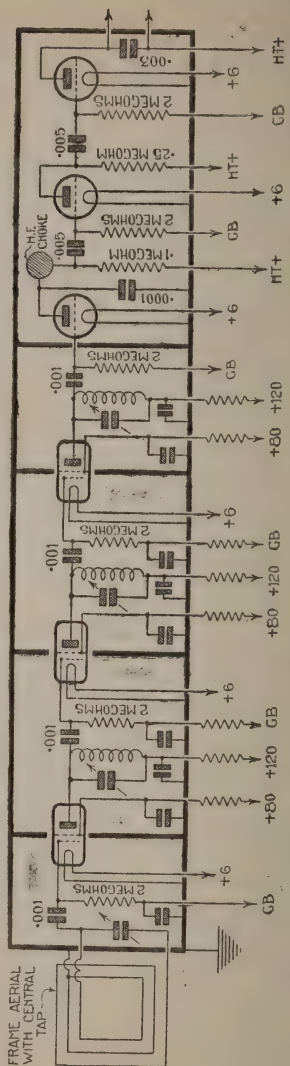 FRAME AERIAL
WITH CENTRAL
TAP
·001
2 MEGOHMS
GB
+6
+80
+120
·001
2 MEGOHMS
GB
+6
+80
+120
·001
2 MEGOHMS
GB
+6
+80
+120
·001
2 MEGOHMS
GB
+6
·0001
H.F.
CHOKE
·1 MEGOHM
HT+
·005
2 MEGOHMS
GB
+6
·25 MEGOHM
HT+
·005
2 MEGOHMS
GB
+6
·003
HT+